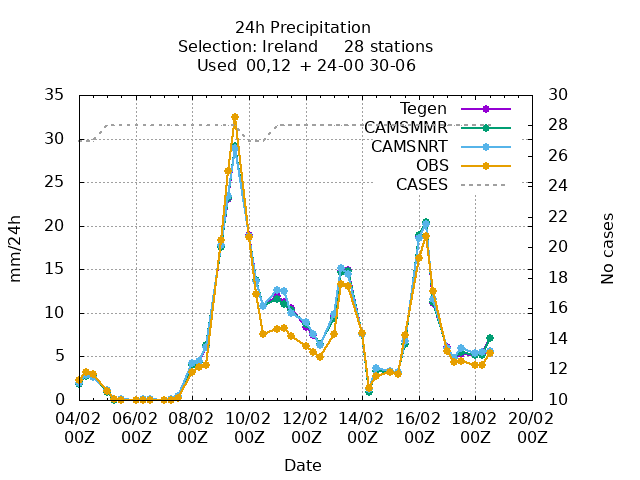 24h Precipitation
Selection: Ireland 28 stations
Used 00,12 + 24-00 30-06
35 30
30 28
25 26
20 24
15 22
10 20
5 18
0 16
14
12
10
Tegen
CAMSMMR
CAMSNRT
OBS
CASES
mm/24h
No cases
04/02 06/02 08/02 10/02 12/02 14/02 16/02 18/02 20/02
00Z 00Z 00Z 00Z 00Z 00Z 00Z 00Z 00Z
Date